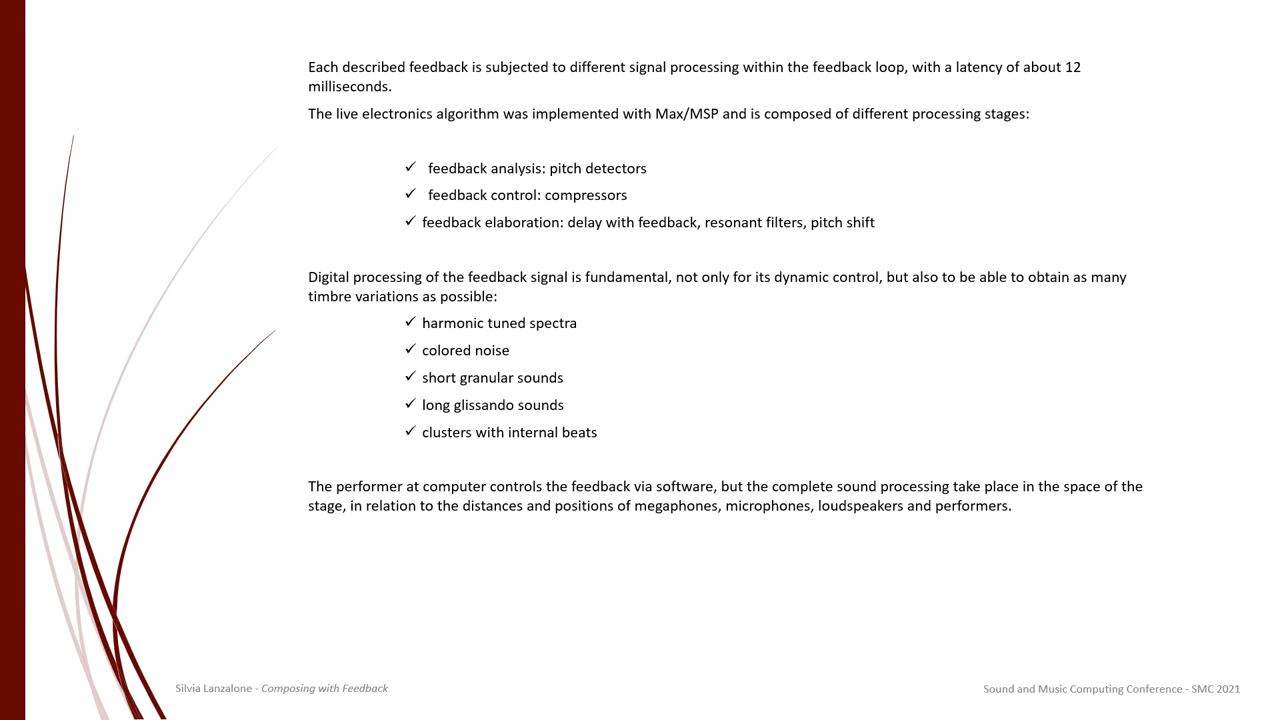 Each described feedback is subjected to different signal processing within the feedback loop, with a latency of about 12
milliseconds.
The live electronics algorithm was implemented with Max/MSP and is composed of different processing stages:
✓ feedback analysis: pitch detectors
✓ feedback control: compressors
✓ feedback elaboration: delay with feedback, resonant filters, pitch shift
Digital processing of the feedback signal is fundamental, not only for its dynamic control, but also to be able to obtain as many
timbre variations as possible:
✓ harmonic tuned spectra
✓ colored noise
✓ short granular sounds
✓ long glissando sounds
✓ clusters with internal beats
The performer at computer controls the feedback via software, but the complete sound processing take place in the space of the
stage, in relation to the distances and positions of megaphones, microphones, loudspeakers and performers.
Silvia Lanzalone - Composing with Feedback
Sound and Music Computing Conference - SMC 2021